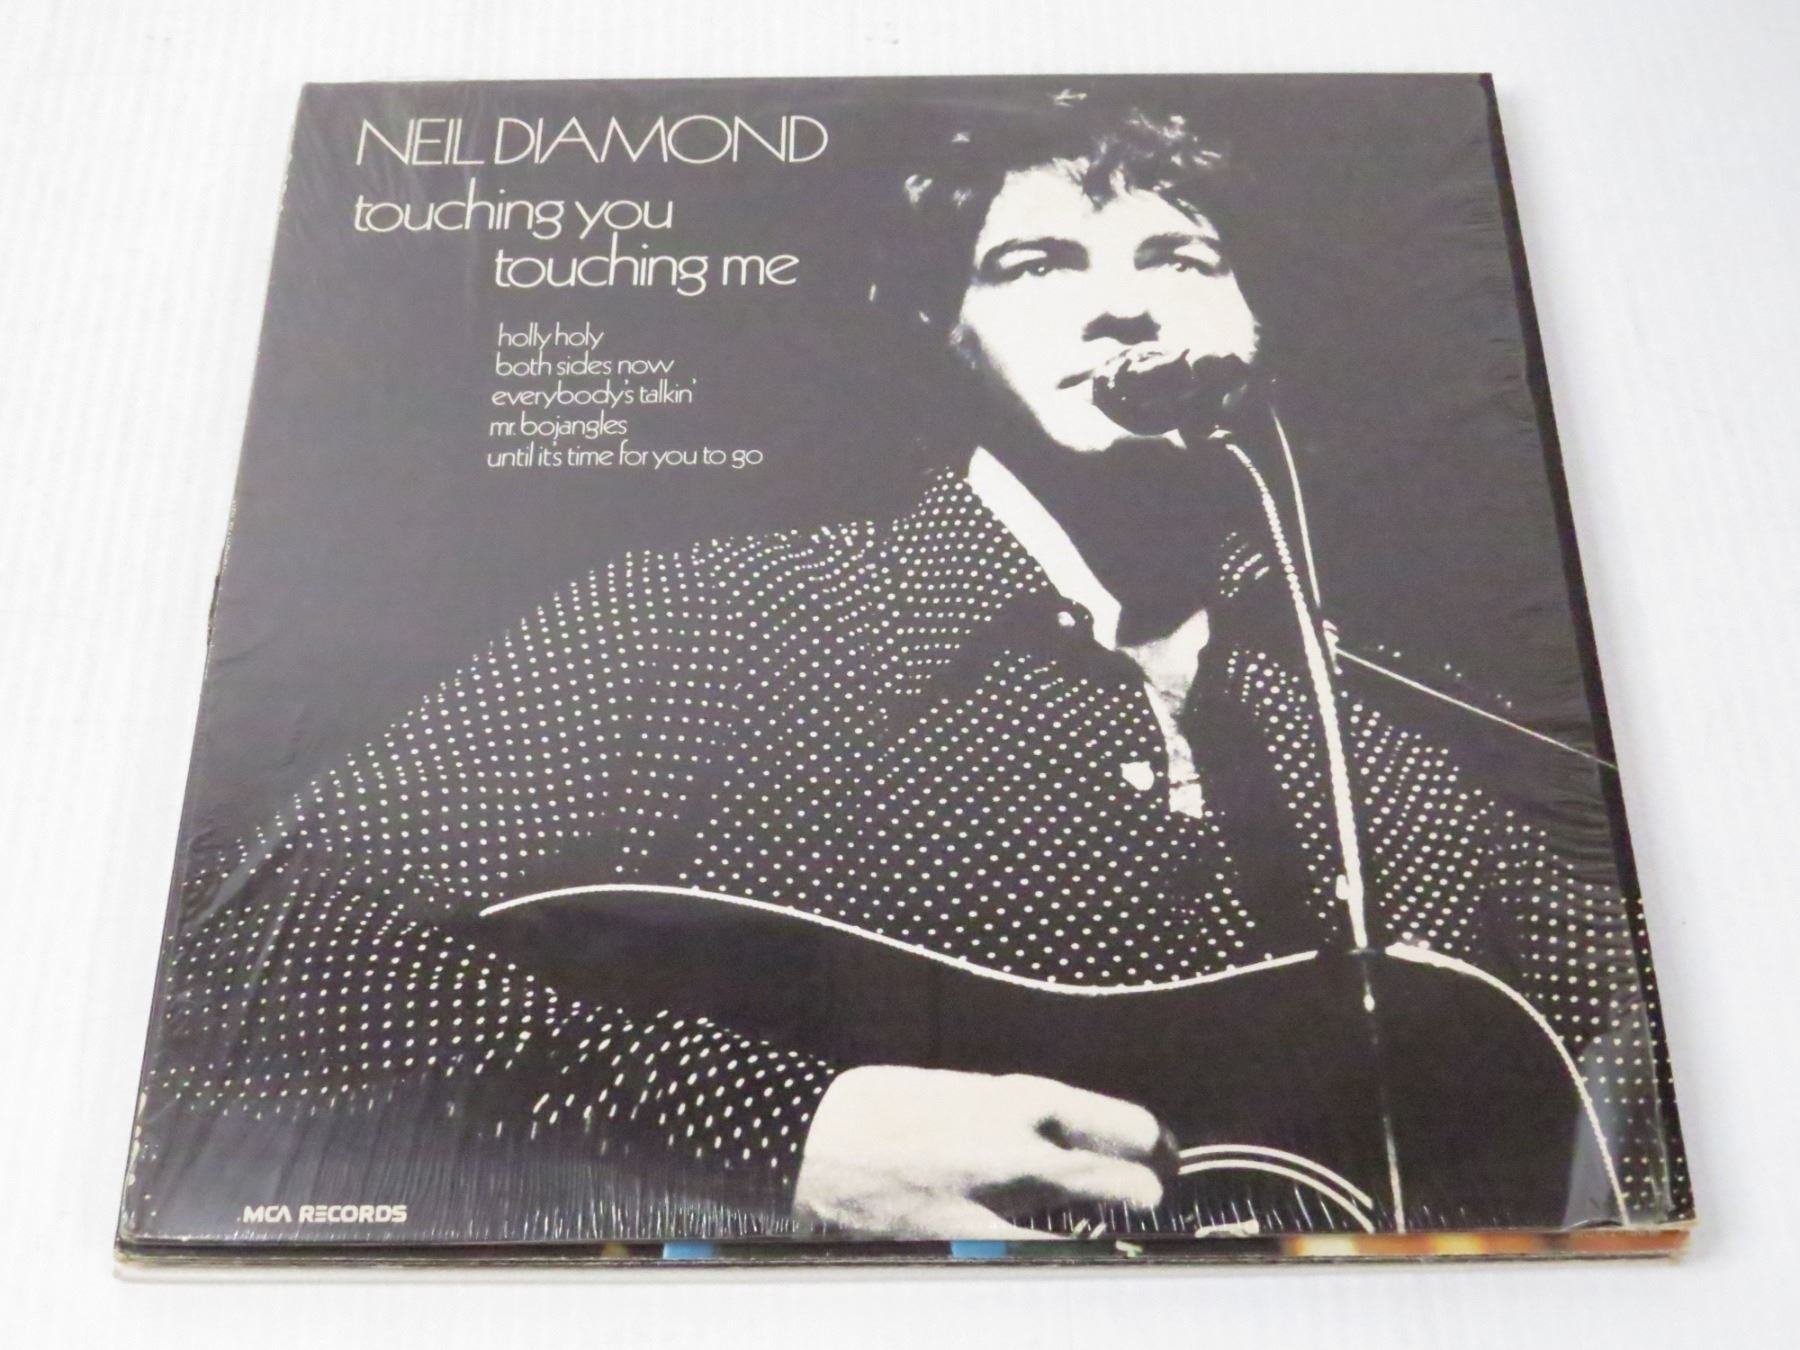 NEIL DIAMOND
touching you
touching me
holly holy
both sides now
everybody's talkin'
mr. bojangles
until it's time for you to go
MCA RECORDS